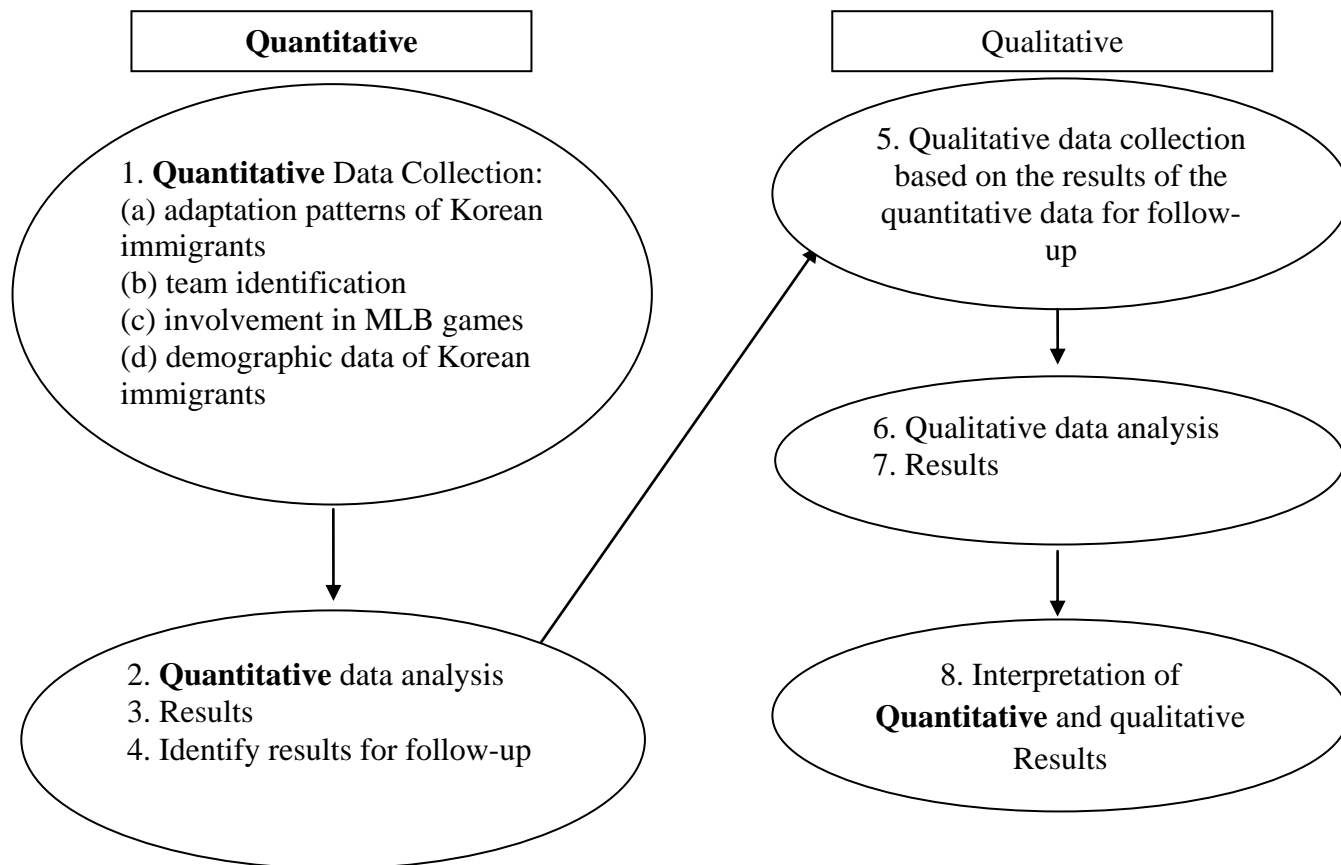 Quantitative
1. Quantitative Data Collection:
(a) adaptation patterns of Korean
immigrants
(b) team identification
(c) involvement in MLB games
(d) demographic data of Korean
immigrants
2. Quantitative data analysis
3. Results
4. Identify results for follow-up
Qualitative
5. Qualitative data collection
based on the results of the
quantitative data for follow-
up
6. Qualitative data analysis
7. Results
8. Interpretation of
Quantitative and qualitative
Results